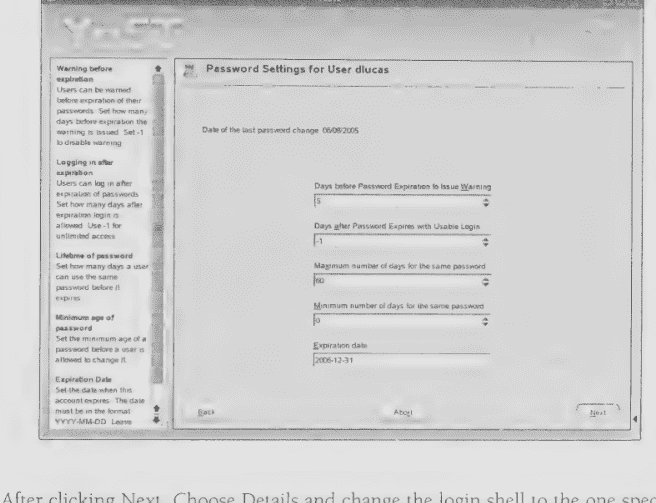 YaST
Warning before
expiration
Users can be warned
before expiration of their
passwords. Set how many
days before expiration the
warning is issued. Set -1
to disable warning.
Logging in after
expiration
Users can log in after
expiration of passwords.
Set how many days after
expiration login is
allowed. Use -1 for
unlimited access
Lifetime of password
Set how many days a user
can use the same
password before it
expires
Minimum age of
password
Set the minimum age of a
password before a user is
allowed to change it.
Expiration Date
Set the date when this
account expires. The date
must be in the format
YYYY-MM-DD. Leave
Password Settings for User dlucas
Date of the last password change 06/08/2005
Days before Password Expiration to Issue Warning
5
Days after Password Expires with Usable Login
-1
Maximum number of days for the same password
60
Minimum number of days for the same password
0
Expiration date
2006-12-31
Back
Abort
Next
After clicking Next, Choose Details and change the login shell to the one spec